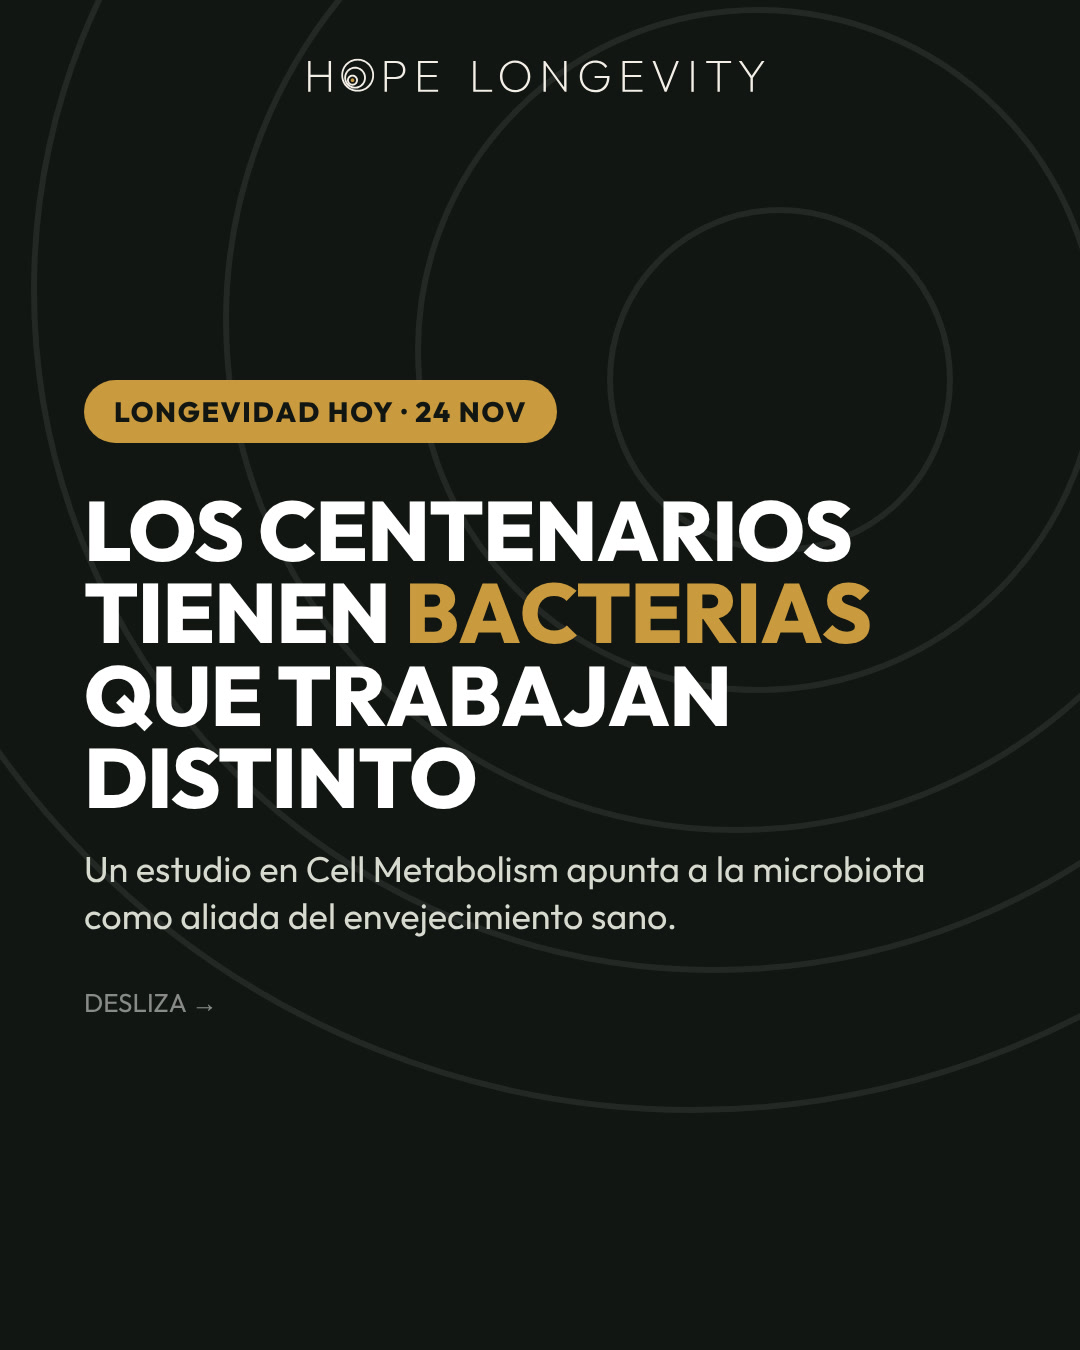 HOPE LONGEVITY
LONGEVIDAD HOY · 24 NOV
LOS CENTENARIOS
TIENEN BACTERIAS
QUE TRABAJAN
DISTINTO
Un estudio en Cell Metabolism apunta a la microbiota
como aliada del envejecimiento sano.
DESLIZA →